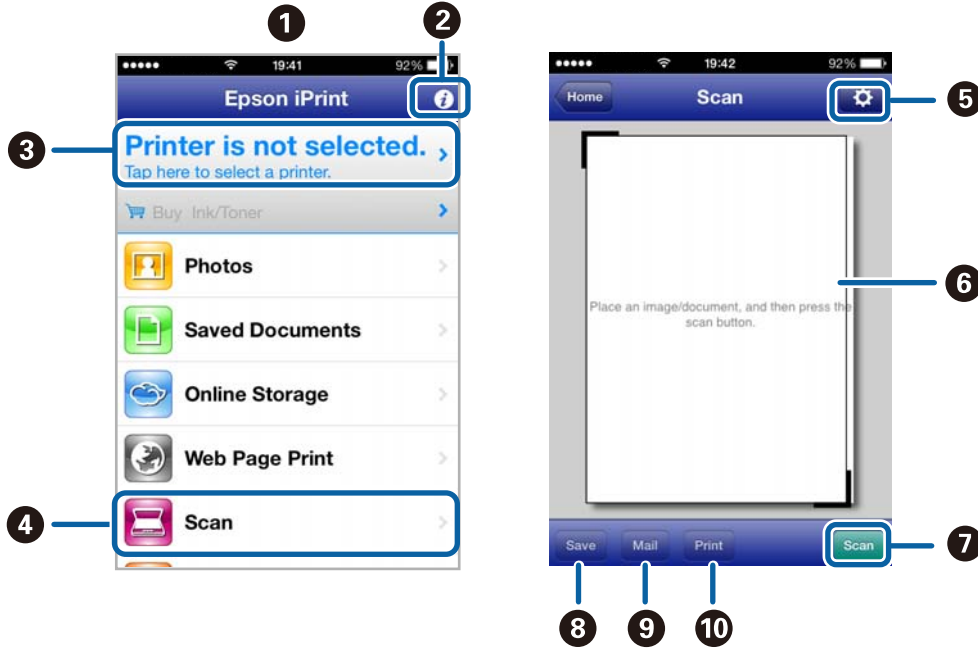 1
2
19:41
92%
Epson iPrint
i
3
Printer is not selected.
Tap here to select a printer.
Buy Ink/Toner
Photos
Saved Documents
Online Storage
Web Page Print
4
Scan
19:42
92%
Home
Scan
5
6
Place an image/document, and then press the
scan button.
Save
Mail
Print
Scan
7
8
9
10